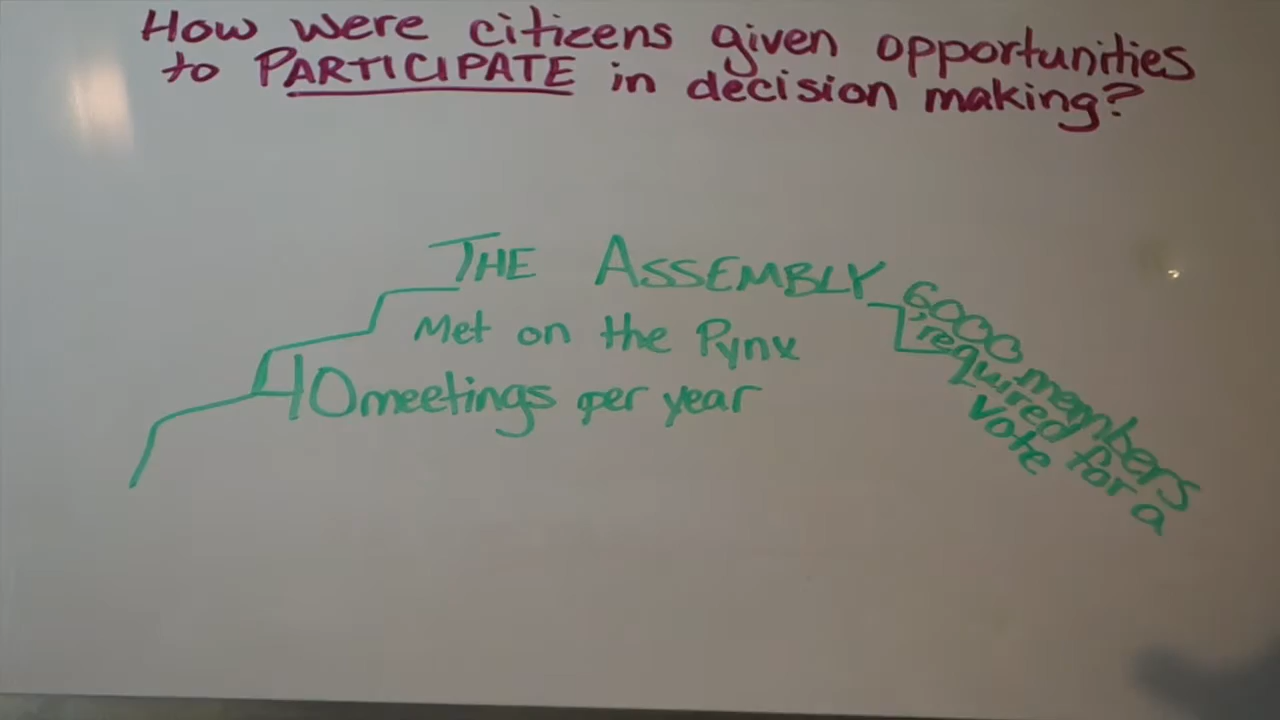 How were citizens given opportunities
to PARTICIPATE in decision making?
THE ASSEMBLY
Met on the Pynx
40 meetings per year
6000 members
required for a
vote